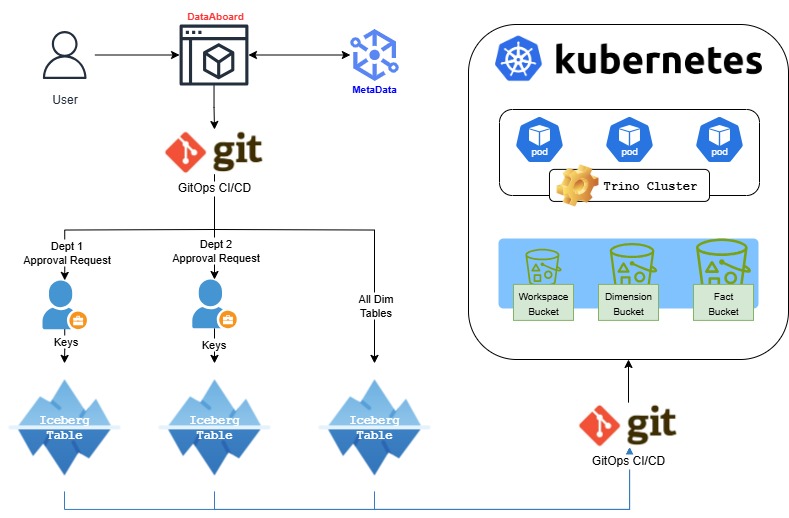 DataAboard
User
MetaData
git
GitOps CI/CD
Dept 1
Approval Request
Dept 2
Approval Request
All Dim
Tables
Keys
Keys
Iceberg
Table
Iceberg
Table
Iceberg
Table
kubernetes
pod
pod
pod
Trino Cluster
Workspace
Bucket
Dimension
Bucket
Fact
Bucket
git
GitOps CI/CD